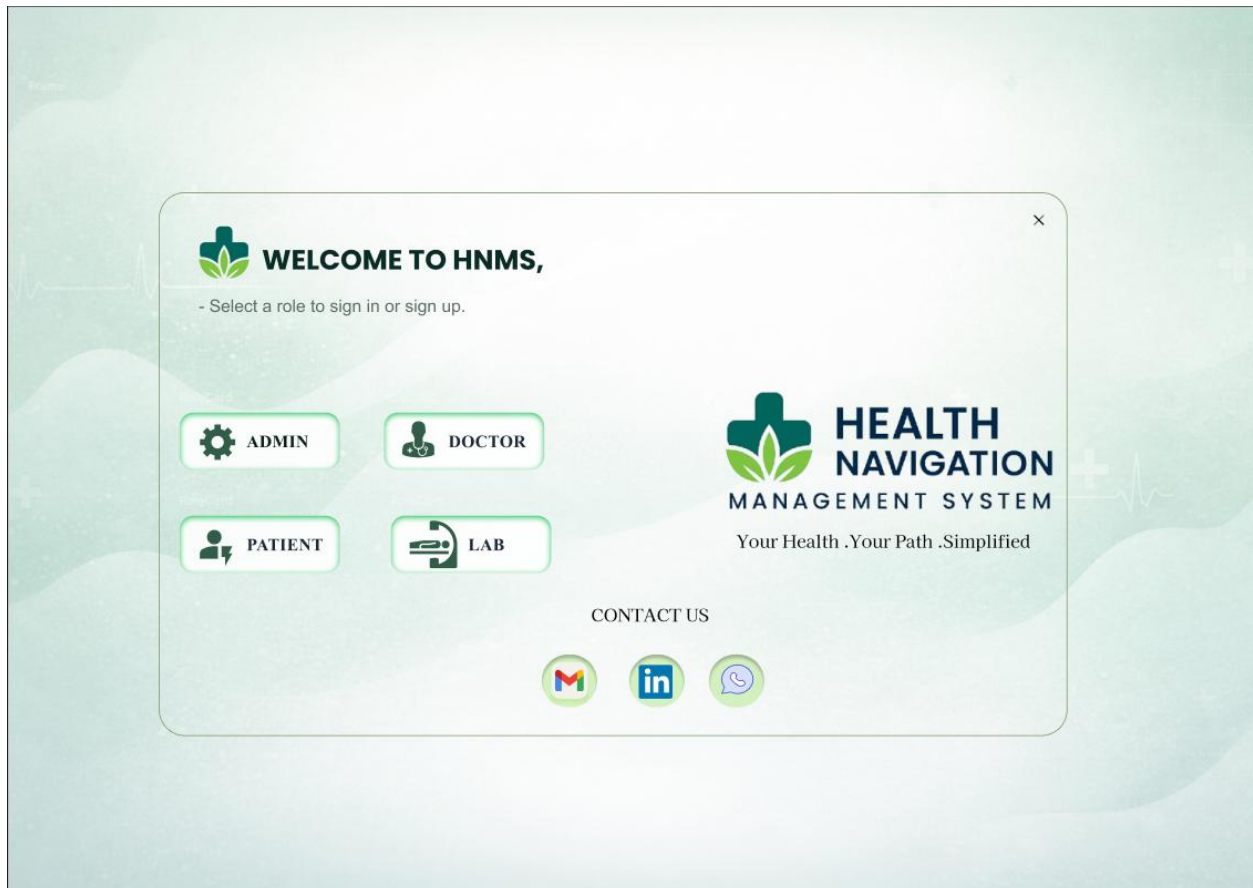 WELCOME TO HNMS,
- Select a role to sign in or sign up.
ADMIN
DOCTOR
PATIENT
LAB
HEALTH
NAVIGATION
MANAGEMENT SYSTEM
Your Health .Your Path .Simplified
CONTACT US
in